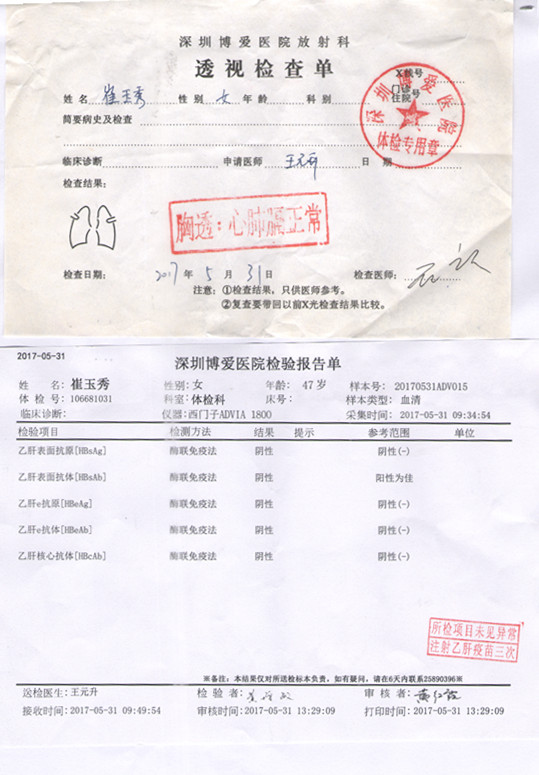 深圳博爱医院放射科
透视检查单
X线号
门诊
住院号
姓名 崔玉秀 性别 女 年龄 科别
简要病史及检查
深圳博爱医院
体检专用章
临床诊断 申请医师 王元升 日期
检查结果:
胸透:心肺膈正常
检查日期: 2017年5月31日 检查医师:
注意:①检查结果,只供医师参考。
②复查要带回以前X光检查结果比较。
2017-05-31
深圳博爱医院检验报告单
姓名: 崔玉秀 性别:女 年龄: 47岁 样本号: 20170531ADV015
体检号: 106681031 科室:体检科 床号: 样本类型: 血清
临床诊断: 仪器:西门子ADVIA 1800 采集时间: 2017-05-31 09:34:54
检验项目 检测方法 结果 提示 参考范围 单位
乙肝表面抗原[HBsAg] 酶联免疫法 阴性 阴性(-)
乙肝表面抗体[HBsAb] 酶联免疫法 阴性 阳性为佳
乙肝e抗原[HBeAg] 酶联免疫法 阴性 阴性(-)
乙肝e抗体[HBeAb] 酶联免疫法 阴性 阴性(-)
乙肝核心抗体[HBcAb] 酶联免疫法 阴性 阴性(-)
所检项目未见异常
注射乙肝疫苗三次
※备注: 本结果仅对所送检标本负责, 如有疑问, 请在6天内联系25890396※
送检医生:王元升 检验者: 审核者:
接收时间:2017-05-31 09:49:54 审核时间:2017-05-31 13:29:09 打印时间:2017-05-31 13:29:09